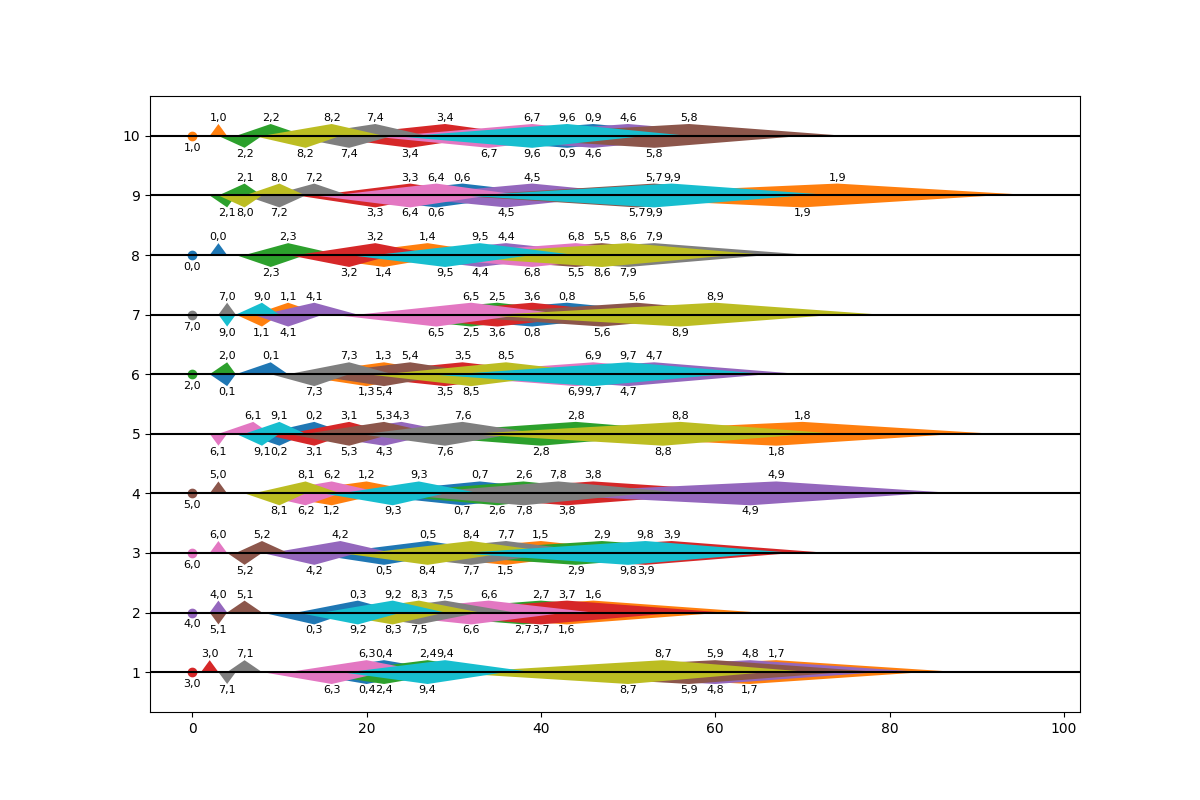 1,0 2,2 8,2 7,4 3,4 6,7 9,6 0,9 4,6 5,8
10
1,0 2,2 8,2 7,4 3,4 6,7 9,6 0,9 4,6 5,8
2,1 8,0 7,2 3,3 6,4 0,6 4,5 5,7 9,9 1,9
9
2,1 8,0 7,2 3,3 6,4 0,6 4,5 5,7 9,9 1,9
0,0 2,3 3,2 1,4 9,5 4,4 6,8 5,5 8,6 7,9
8
0,0 2,3 3,2 1,4 9,5 4,4 6,8 5,5 8,6 7,9
7,0 9,0 1,1 4,1 6,5 2,5 3,6 0,8 5,6 8,9
7
7,0 9,0 1,1 4,1 6,5 2,5 3,6 0,8 5,6 8,9
2,0 0,1 7,3 1,3 5,4 3,5 8,5 6,9 9,7 4,7
6
2,0 0,1 7,3 1,3 5,4 3,5 8,5 6,9 9,7 4,7
6,1 9,1 0,2 3,1 5,3 4,3 7,6 2,8 8,8 1,8
5
6,1 9,1 0,2 3,1 5,3 4,3 7,6 2,8 8,8 1,8
5,0 8,1 6,2 1,2 9,3 0,7 2,6 7,8 3,8 4,9
4
5,0 8,1 6,2 1,2 9,3 0,7 2,6 7,8 3,8 4,9
6,0 5,2 4,2 0,5 8,4 7,7 1,5 2,9 9,8 3,9
3
6,0 5,2 4,2 0,5 8,4 7,7 1,5 2,9 9,8 3,9
4,0 5,1 0,3 9,2 8,3 7,5 6,6 2,7 3,7 1,6
2
4,0 5,1 0,3 9,2 8,3 7,5 6,6 2,7 3,7 1,6
3,0 7,1 6,3 0,4 2,4 9,4 8,7 5,9 4,8 1,7
1
3,0 7,1 6,3 0,4 2,4 9,4 8,7 5,9 4,8 1,7
0 20 40 60 80 100